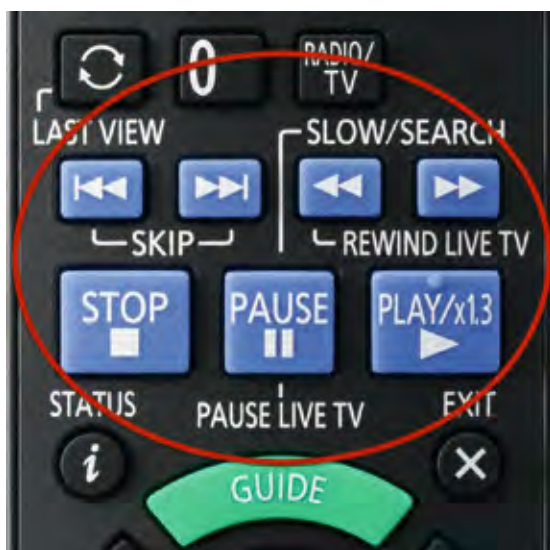 0 RADIO/
TV
LAST VIEW SLOW/SEARCH
SKIP REWIND LIVE TV
STOP PAUSE PLAY/x1.3
STATUS PAUSE LIVE TV EXIT
i
GUIDE